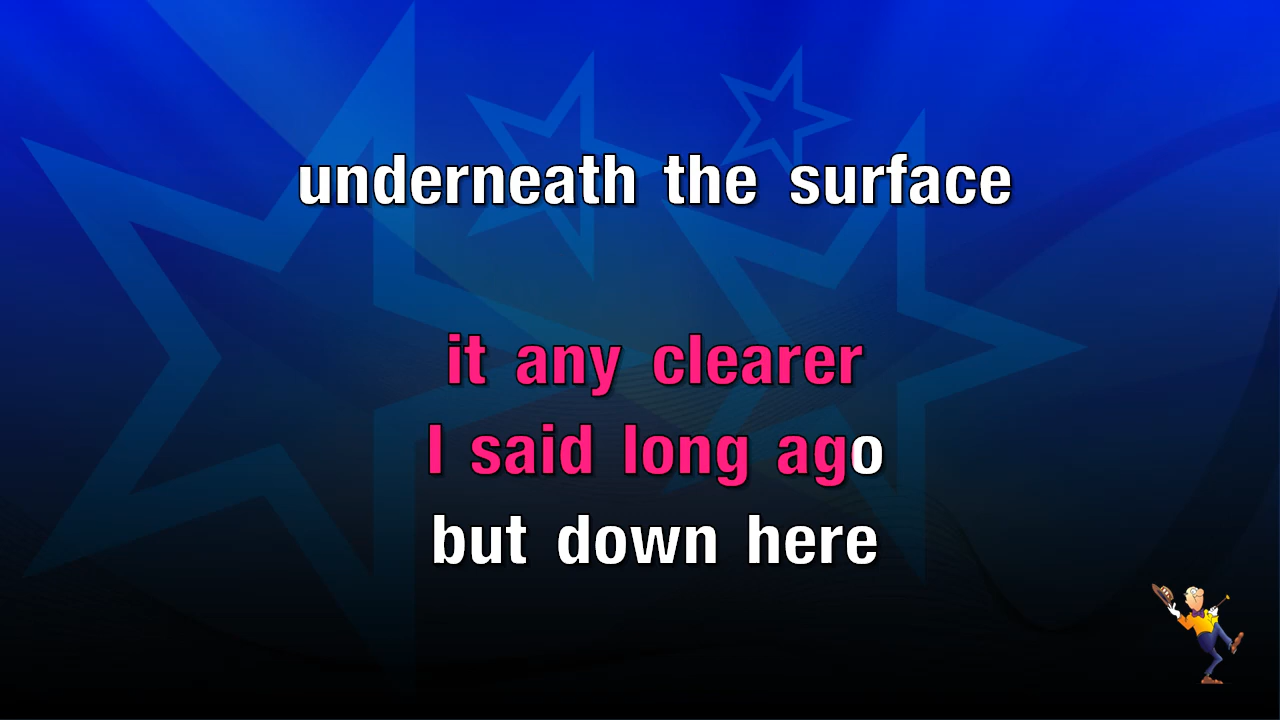 underneath the surface
it any clearer
I said long ago
but down here